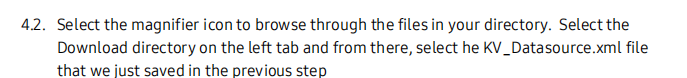 4.2. Select the magnifier icon to browse through the files in your directory. Select the
Download directory on the left tab and from there, select he KV_Datasource.xml file
that we just saved in the previous step